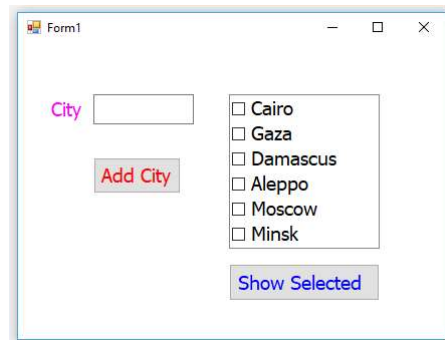 Form1
City
Add City
Cairo
Gaza
Damascus
Aleppo
Moscow
Minsk
Show Selected